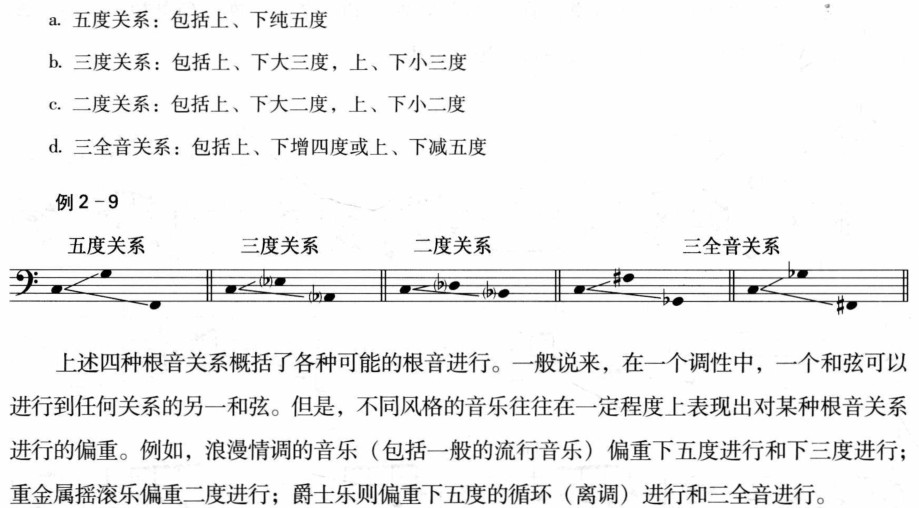 a. 五度关系：包括上、下纯五度
b. 三度关系：包括上、下大三度，上、下小三度
c. 二度关系：包括上、下大二度，上、下小二度
d. 三全音关系：包括上、下增四度或上、下减五度
例2-9
五度关系 三度关系 二度关系 三全音关系
上述四种根音关系概括了各种可能的根音进行。一般说来，在一个调性中，一个和弦可以
进行到任何关系的另一和弦。但是，不同风格的音乐往往在一定程度上表现出对某种根音关系
进行的偏重。例如，浪漫情调的音乐（包括一般的流行音乐）偏重下五度进行和下三度进行；
重金属摇滚乐偏重二度进行；爵士乐则偏重下五度的循环（离调）进行和三全音进行。